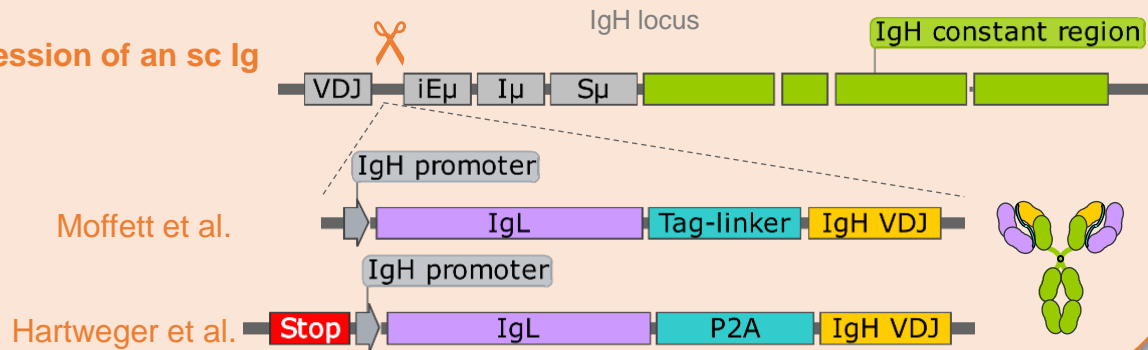 IgH locus
IgH constant region
ession of an sc Ig
VDJ iEμ Iμ Sμ
IgH promoter
Moffett et al. IgL Tag-linker IgH VDJ
IgH promoter
Hartweger et al. Stop IgL P2A IgH VDJ